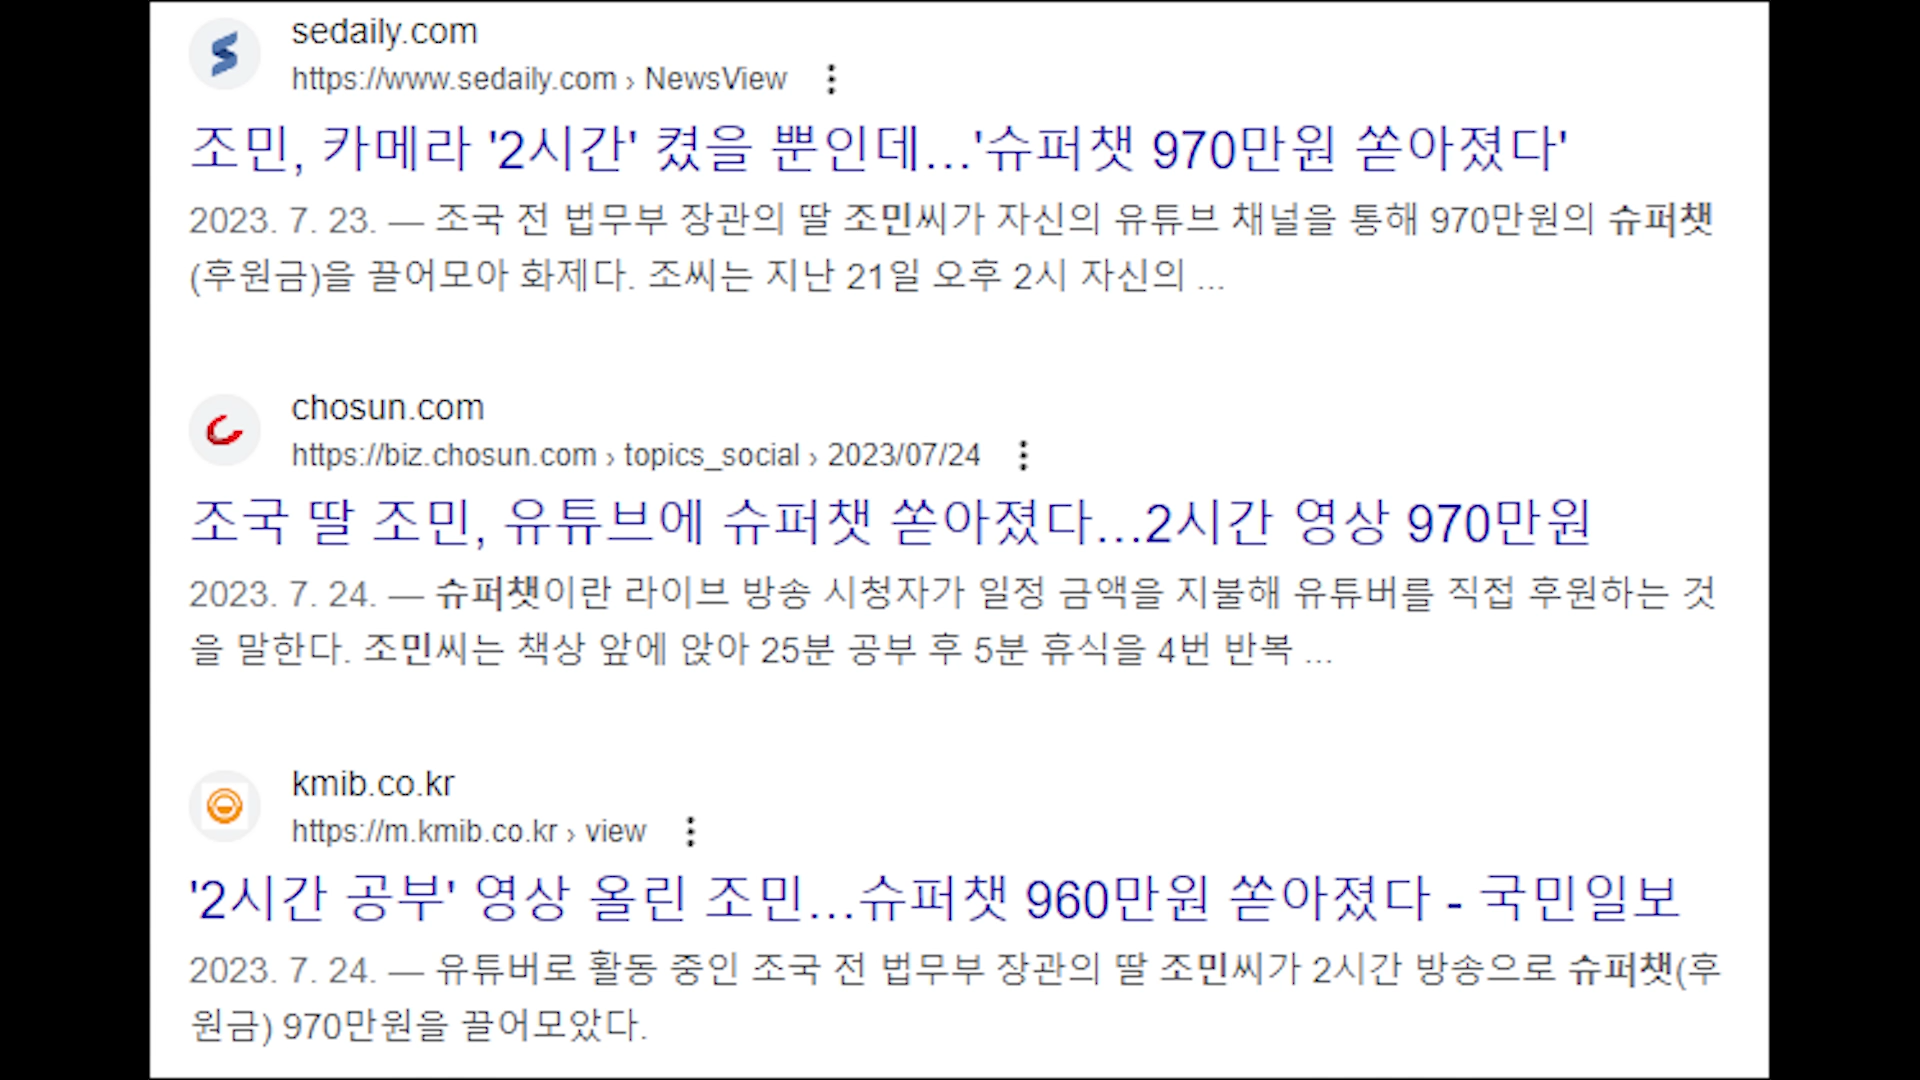 sedaily.com
https://www.sedaily.com › NewsView
조민, 카메라 '2시간' 켰을 뿐인데...'슈퍼챗 970만원 쏟아졌다'
2023. 7. 23. — 조국 전 법무부 장관의 딸 조민씨가 자신의 유튜브 채널을 통해 970만원의 슈퍼챗
(후원금)을 끌어모아 화제다. 조씨는 지난 21일 오후 2시 자신의 ...
chosun.com
https://biz.chosun.com › topics_social › 2023/07/24
조국 딸 조민, 유튜브에 슈퍼챗 쏟아졌다...2시간 영상 970만원
2023. 7. 24. — 슈퍼챗이란 라이브 방송 시청자가 일정 금액을 지불해 유튜버를 직접 후원하는 것
을 말한다. 조민씨는 책상 앞에 앉아 25분 공부 후 5분 휴식을 4번 반복 ...
kmib.co.kr
https://m.kmib.co.kr › view
'2시간 공부' 영상 올린 조민...슈퍼챗 960만원 쏟아졌다 - 국민일보
2023. 7. 24. — 유튜버로 활동 중인 조국 전 법무부 장관의 딸 조민씨가 2시간 방송으로 슈퍼챗(후
원금) 970만원을 끌어모았다.